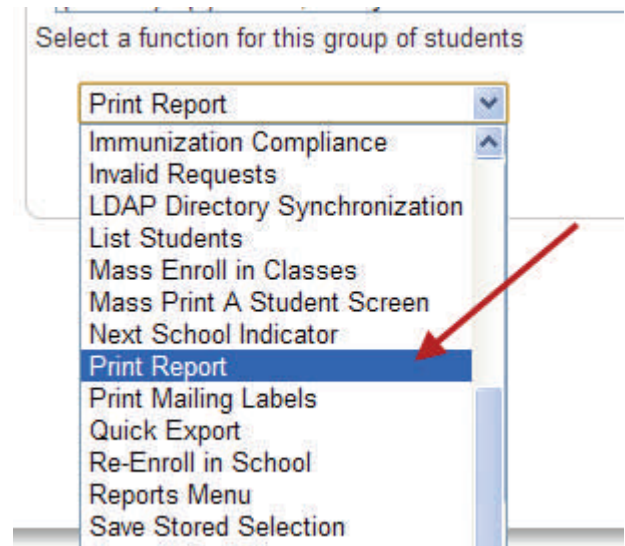 Select a function for this group of students
Print Report
Immunization Compliance
Invalid Requests
LDAP Directory Synchronization
List Students
Mass Enroll in Classes
Mass Print A Student Screen
Next School Indicator
Print Report
Print Mailing Labels
Quick Export
Re-Enroll in School
Reports Menu
Save Stored Selection